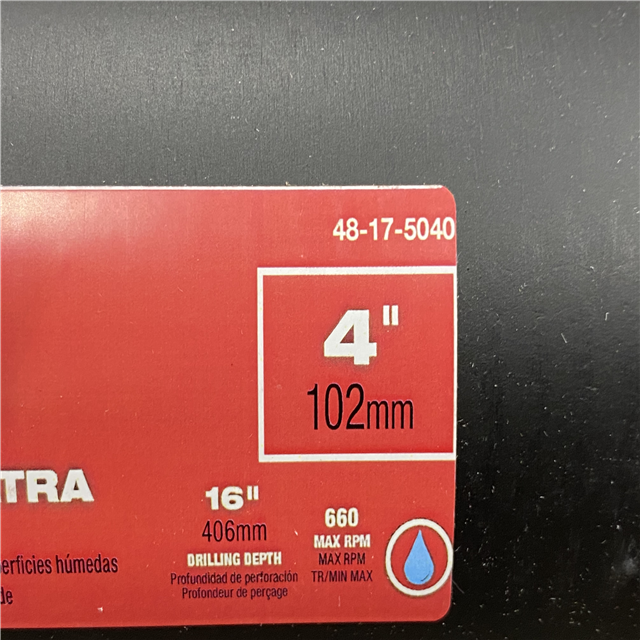 48-17-5040
4"
102mm
TRA
16"
406mm
DRILLING DEPTH
Profundidad de perforación
Profondeur de perçage
660
MAX RPM
MAX RPM
TR/MIN MAX
erficies húmedas
de